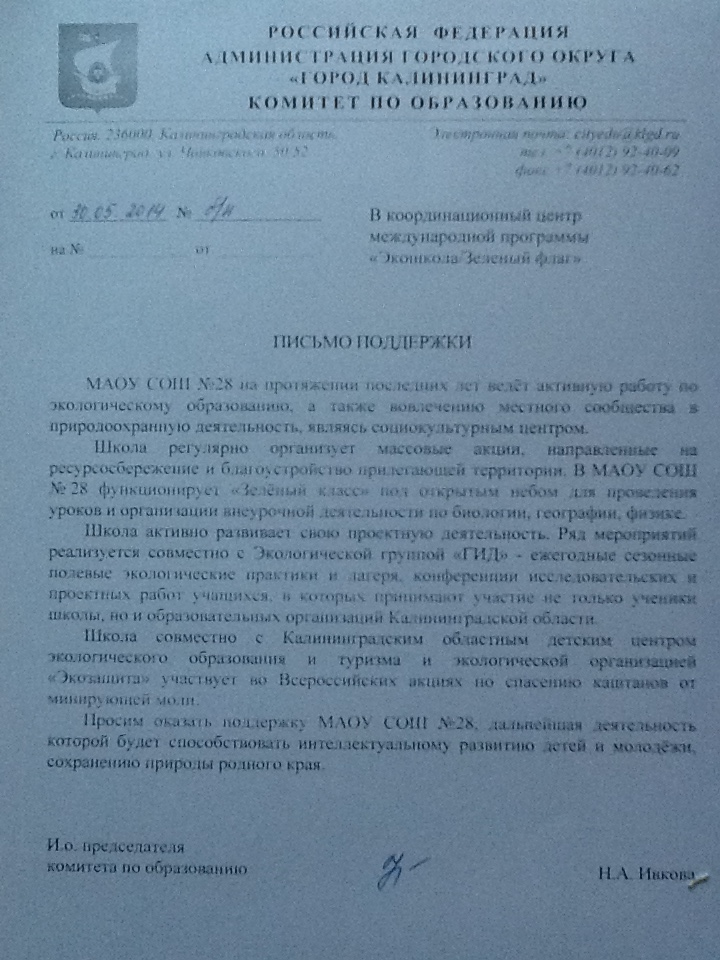 РОССИЙСКАЯ ФЕДЕРАЦИЯ
АДМИНИСТРАЦИЯ ГОРОДСКОГО ОКРУГА
«ГОРОД КАЛИНИНГРАД»
КОМИТЕТ ПО ОБРАЗОВАНИЮ
Россия, 236000, Калининградская область,
г. Калининград, ул. Чайковского, 50/52
Электронная почта: cityedu@klgd.ru
тел. +7 (4012) 92-40-09
факс +7 (4012) 92-40-62
от 30.05.2014 № б/н
на № от
В координационный центр
международной программы
«Экошкола/Зеленый флаг»
ПИСЬМО ПОДДЕРЖКИ
МАОУ СОШ №28 на протяжении последних лет ведёт активную работу по
экологическому образованию, а также вовлечению местного сообщества в
природоохранную деятельность, являясь социокультурным центром.
Школа регулярно организует массовые акции, направленные на
ресурсосбережение и благоустройство прилегающей территории. В МАОУ СОШ
№28 функционирует «Зелёный класс» под открытым небом для проведения
уроков и организации внеурочной деятельности по биологии, географии, физике.
Школа активно развивает свою проектную деятельность. Ряд мероприятий
реализуется совместно с Экологической группой «ГИД» - ежегодные сезонные
полевые экологические практики и лагеря, конференции исследовательских и
проектных работ учащихся, в которых принимают участие не только ученики
школы, но и образовательных организаций Калининградской области.
Школа совместно с Калининградским областным детским центром
экологического образования и туризма и экологической организацией
«Экозащита» участвует во Всероссийских акциях по спасению каштанов от
минирующей моли.
Просим оказать поддержку МАОУ СОШ №28, дальнейшая деятельность
которой будет способствовать интеллектуальному развитию детей и молодёжи,
сохранению природы родного края.
И.о. председателя
комитета по образованию
Н.А. Ивкова